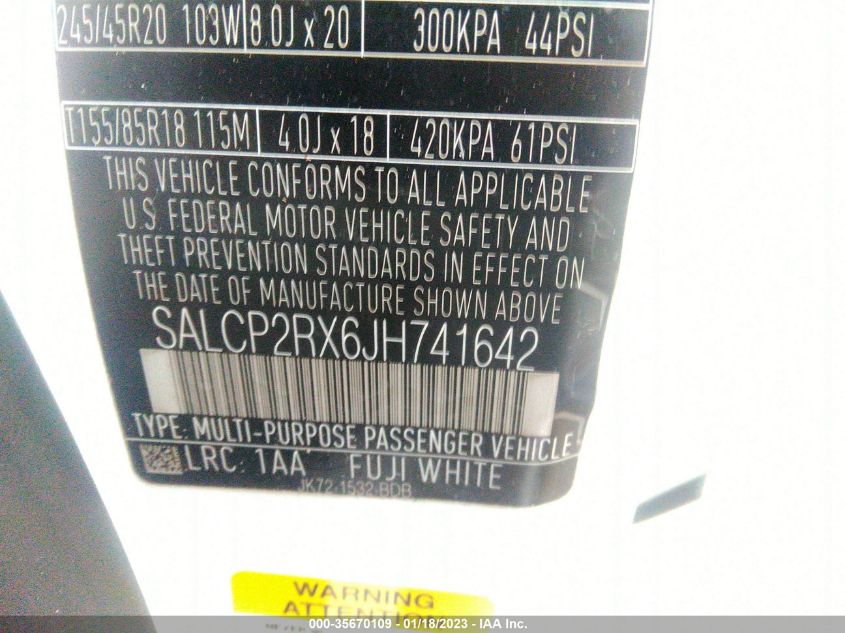 245/45R20 103W 8.0J x 20 300KPA 44PSI
T155/85R18 115M 4.0J x 18 420KPA 61PSI
THIS VEHICLE CONFORMS TO ALL APPLICABLE
U.S. FEDERAL MOTOR VEHICLE SAFETY AND
THEFT PREVENTION STANDARDS IN EFFECT ON
THE DATE OF MANUFACTURE SHOWN ABOVE
SALCP2RX6JH741642
TYPE: MULTI-PURPOSE PASSENGER VEHICLE
LRC: 1AA FUJI WHITE
JK72-1532-BDB
WARNING
ATTENTION
000-35670109 - 01/18/2023 - IAA Inc.